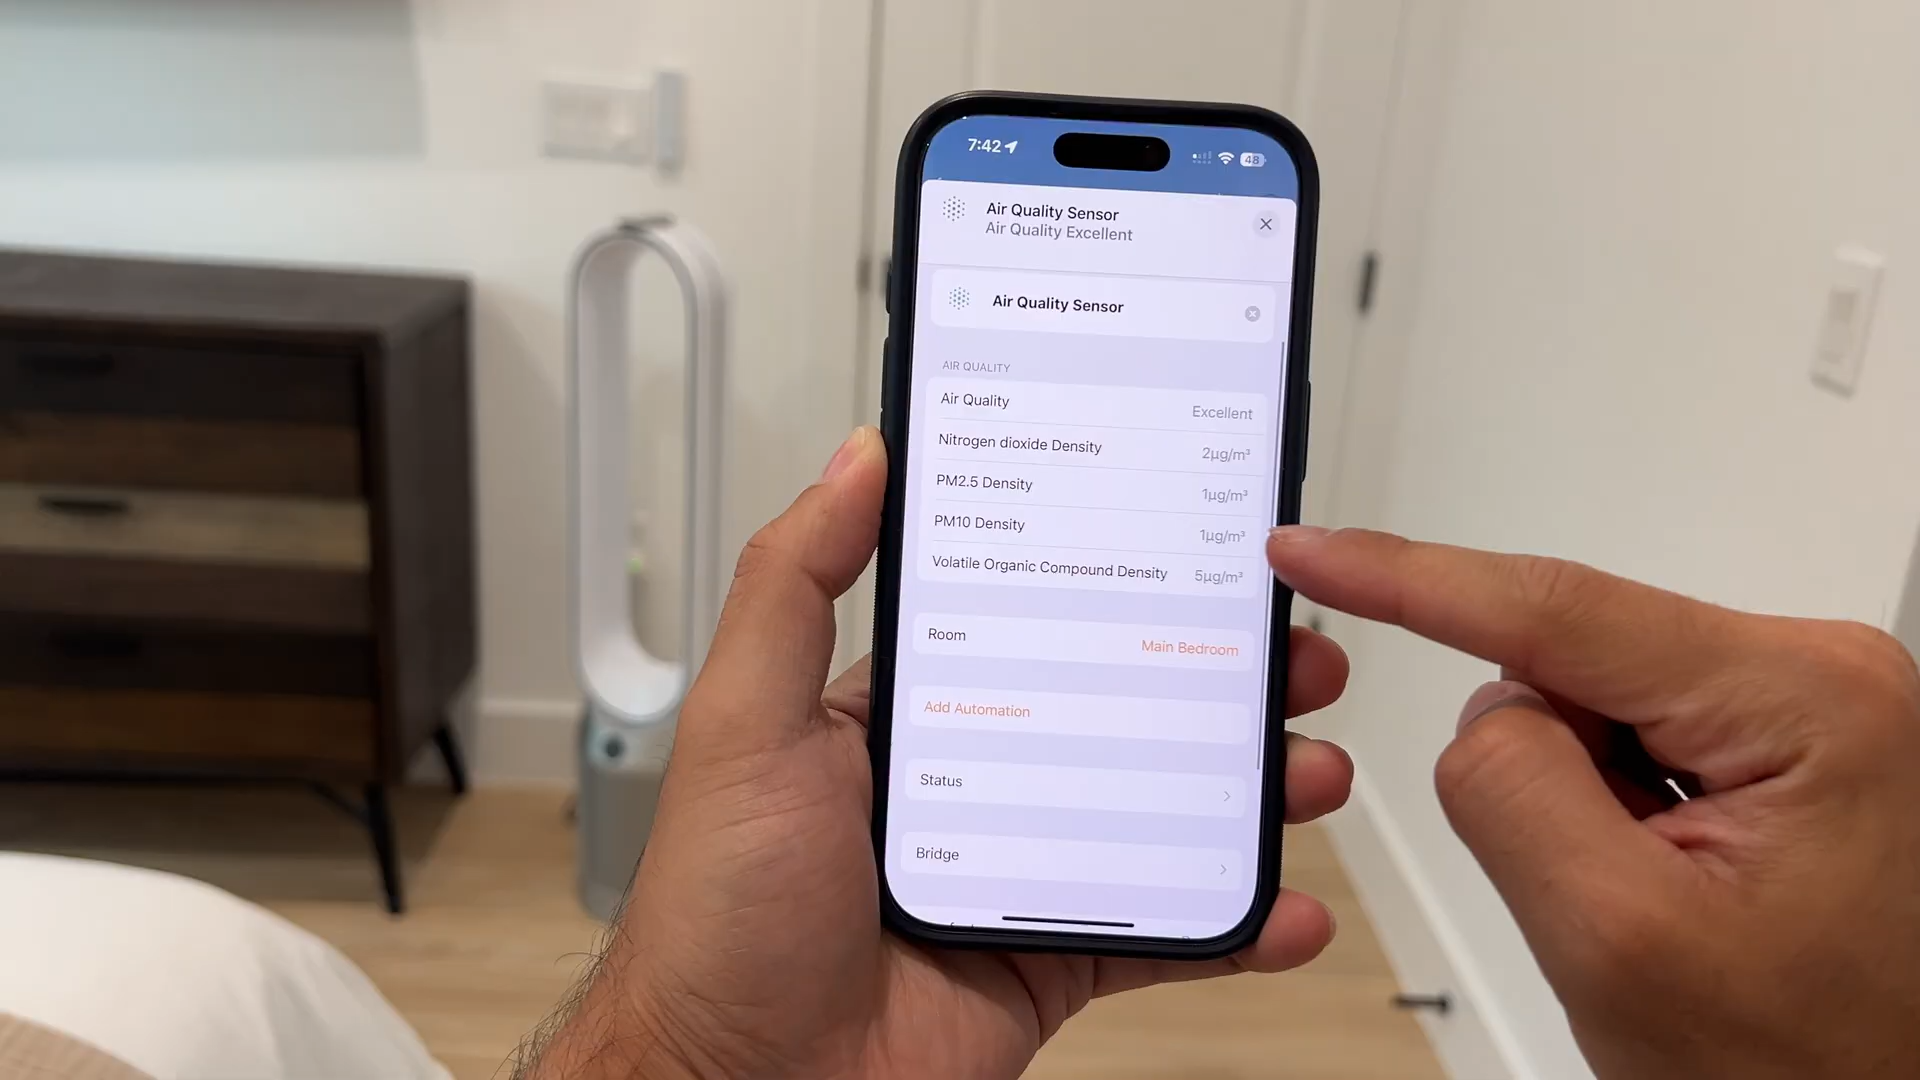 7:42
48
Air Quality Sensor
Air Quality Excellent
Air Quality Sensor
AIR QUALITY
Air Quality Excellent
Nitrogen dioxide Density 2µg/m³
PM2.5 Density 1µg/m³
PM10 Density 1µg/m³
Volatile Organic Compound Density 5µg/m³
Room Main Bedroom
Add Automation
Status
Bridge